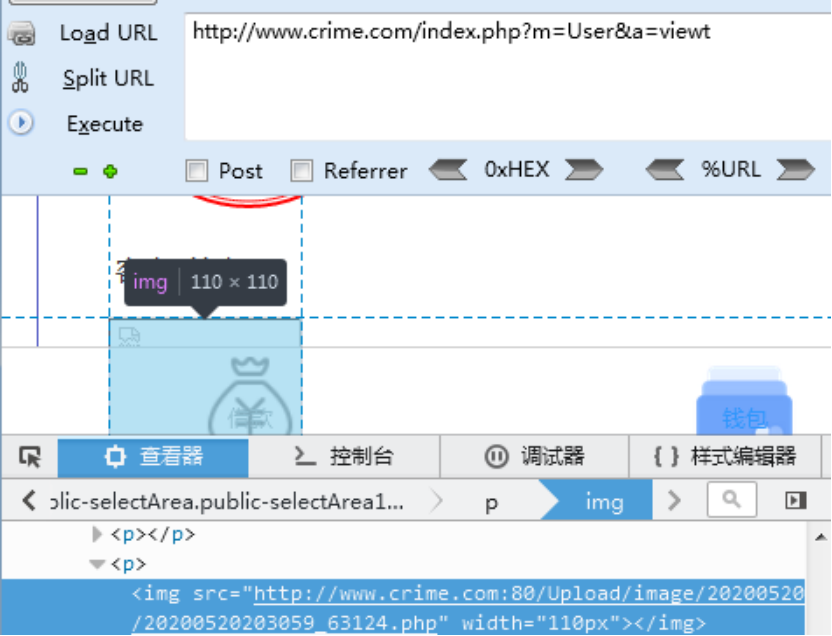 Load URL
http://www.crime.com/index.php?m=User&a=viewt
Split URL
Execute
Post Referrer 0xHEX %URL
img 110 × 110
借款
钱包
查看器 控制台 调试器 { } 样式编辑器
olic-selectArea.public-selectArea1... p img
<p></p>
<p>
<img src="http://www.crime.com:80/Upload/image/20200520
/20200520203059_63124.php" width="110px"></img>